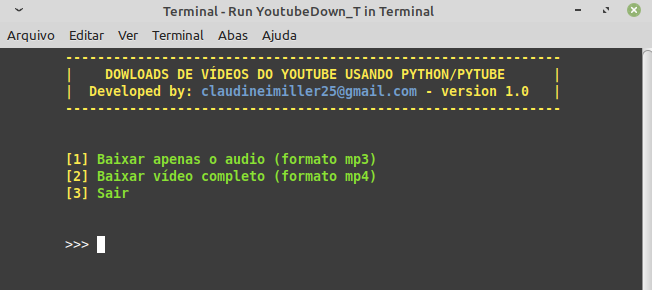 Terminal - Run YoutubeDown_T in Terminal
Arquivo Editar Ver Terminal Abas Ajuda
--------------------------------------------------------------
| DOWLOADS DE VÍDEOS DO YOUTUBE USANDO PYTHON/PYTUBE |
| Developed by: claudineimiller25@gmail.com - version 1.0 |
--------------------------------------------------------------
[1] Baixar apenas o audio (formato mp3)
[2] Baixar vídeo completo (formato mp4)
[3] Sair
>>>